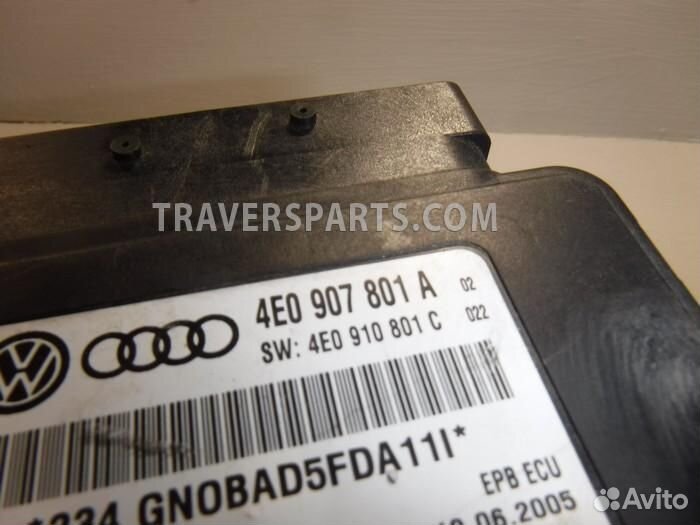 TRAVERSPARTS.COM
4E0 907 801 A 02
SW: 4E0 910 801 C 022
GNOBAD5FDA11I*
EPB ECU
.06.2005
Avito